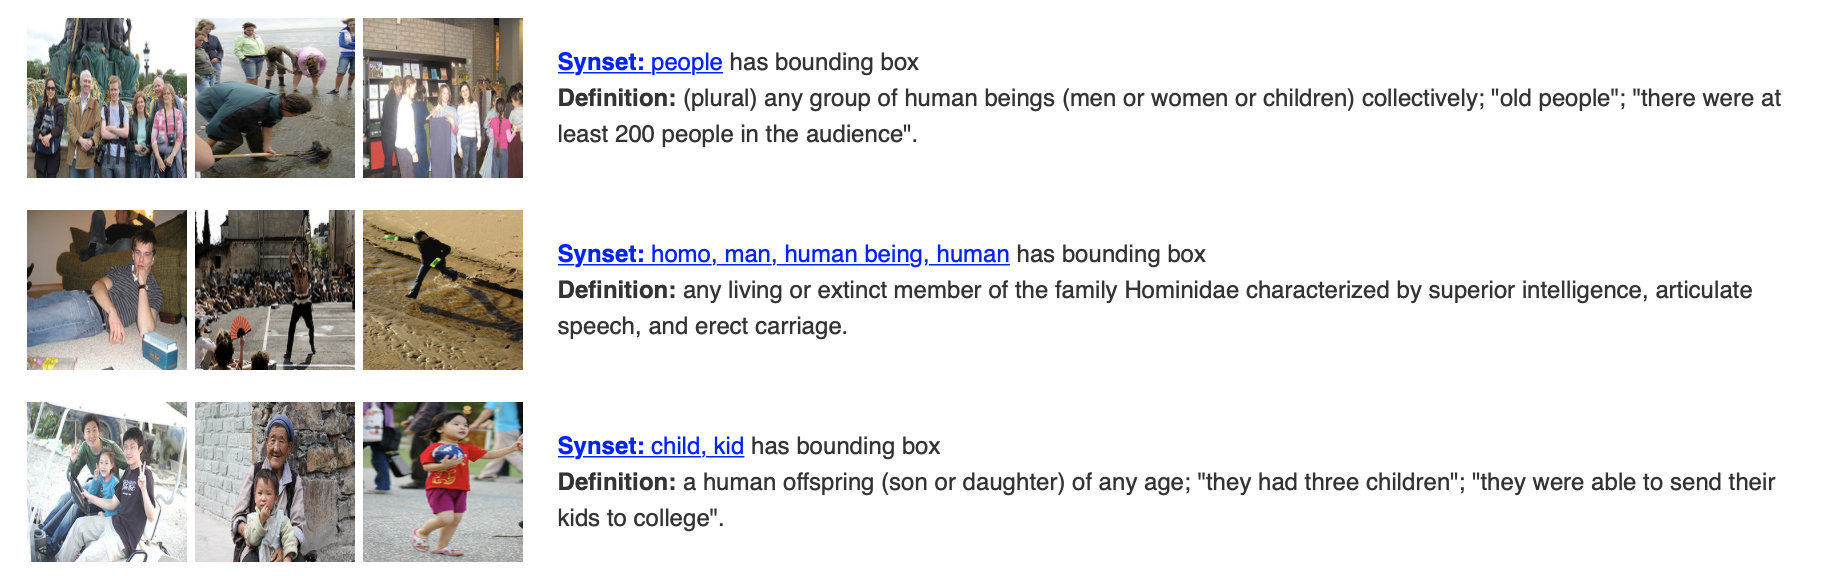 Synset: people has bounding box
Definition: (plural) any group of human beings (men or women or children) collectively; "old people"; "there were at
least 200 people in the audience".
Synset: homo, man, human being, human has bounding box
Definition: any living or extinct member of the family Hominidae characterized by superior intelligence, articulate
speech, and erect carriage.
Synset: child, kid has bounding box
Definition: a human offspring (son or daughter) of any age; "they had three children"; "they were able to send their
kids to college".